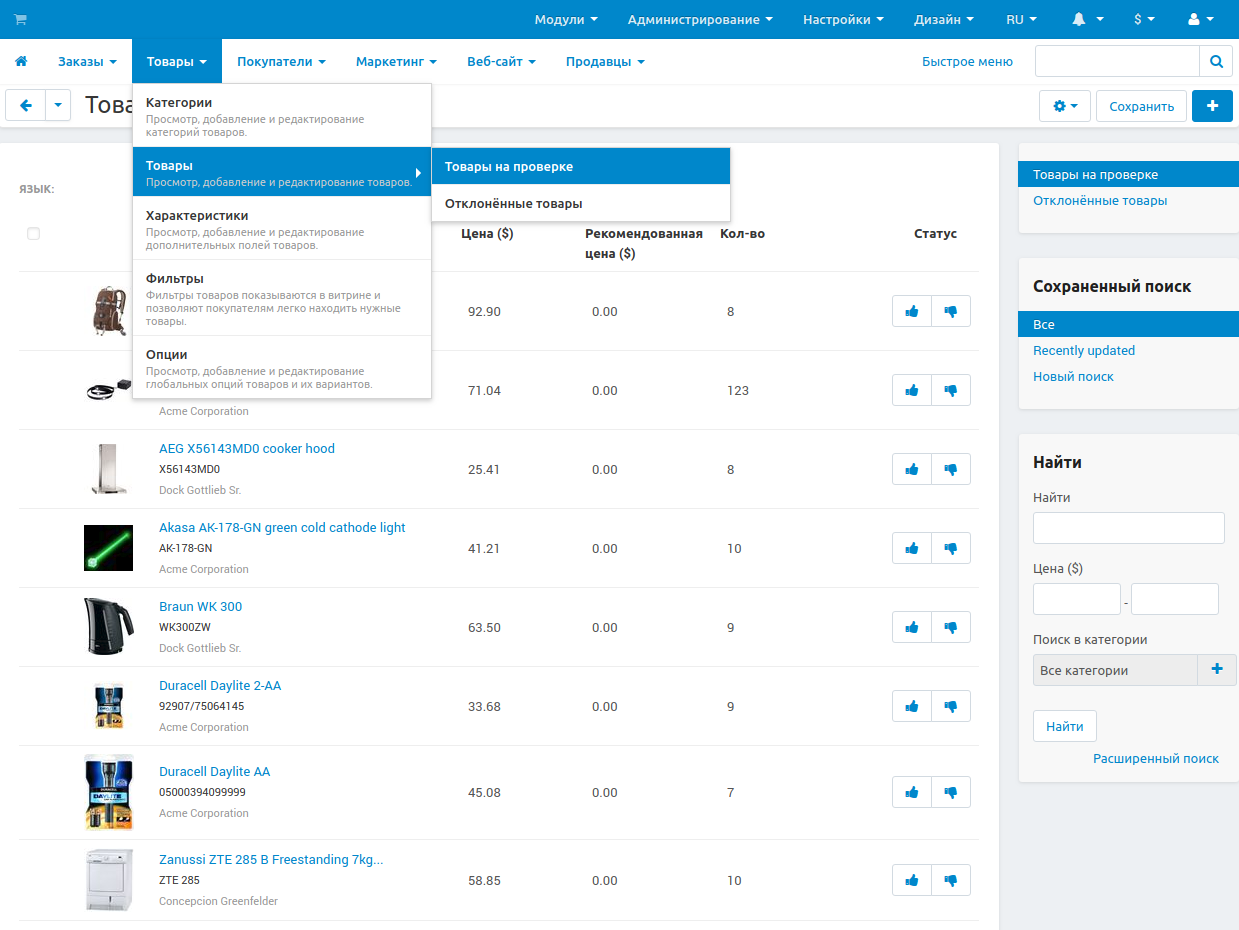 Модули Администрирование Настройки Дизайн RU $
Заказы Товары Покупатели Маркетинг Веб-сайт Продавцы Быстрое меню
Това
Сохранить
Категории
Просмотр, добавление и редактирование
категорий товаров.
Товары
Просмотр, добавление и редактирование товаров.
Характеристики
Просмотр, добавление и редактирование
дополнительных полей товаров.
Фильтры
Фильтры товаров показываются в витрине и
позволяют покупателям легко находить нужные
товары.
Опции
Просмотр, добавление и редактирование
глобальных опций товаров и их вариантов.
Товары на проверке
Отклонённые товары
ЯЗЫК:
Цена ($) Рекомендованная Кол-во Статус
цена ($)
92.90 0.00 8
71.04 0.00 123
Acme Corporation
AEG X56143MD0 cooker hood
X56143MD0 25.41 0.00 8
Dock Gottlieb Sr.
Akasa AK-178-GN green cold cathode light
AK-178-GN 41.21 0.00 10
Acme Corporation
Braun WK 300
WK300ZW 63.50 0.00 9
Dock Gottlieb Sr.
Duracell Daylite 2-AA
92907/75064145 33.68 0.00 9
Acme Corporation
Duracell Daylite AA
05000394099999 45.08 0.00 7
Acme Corporation
Zanussi ZTE 285 B Freestanding 7kg...
ZTE 285 58.85 0.00 10
Concepcion Greenfelder
Товары на проверке
Отклонённые товары
Сохраненный поиск
Все
Recently updated
Новый поиск
Найти
Найти
Цена ($)
-
Поиск в категории
Все категории
Найти
Расширенный поиск